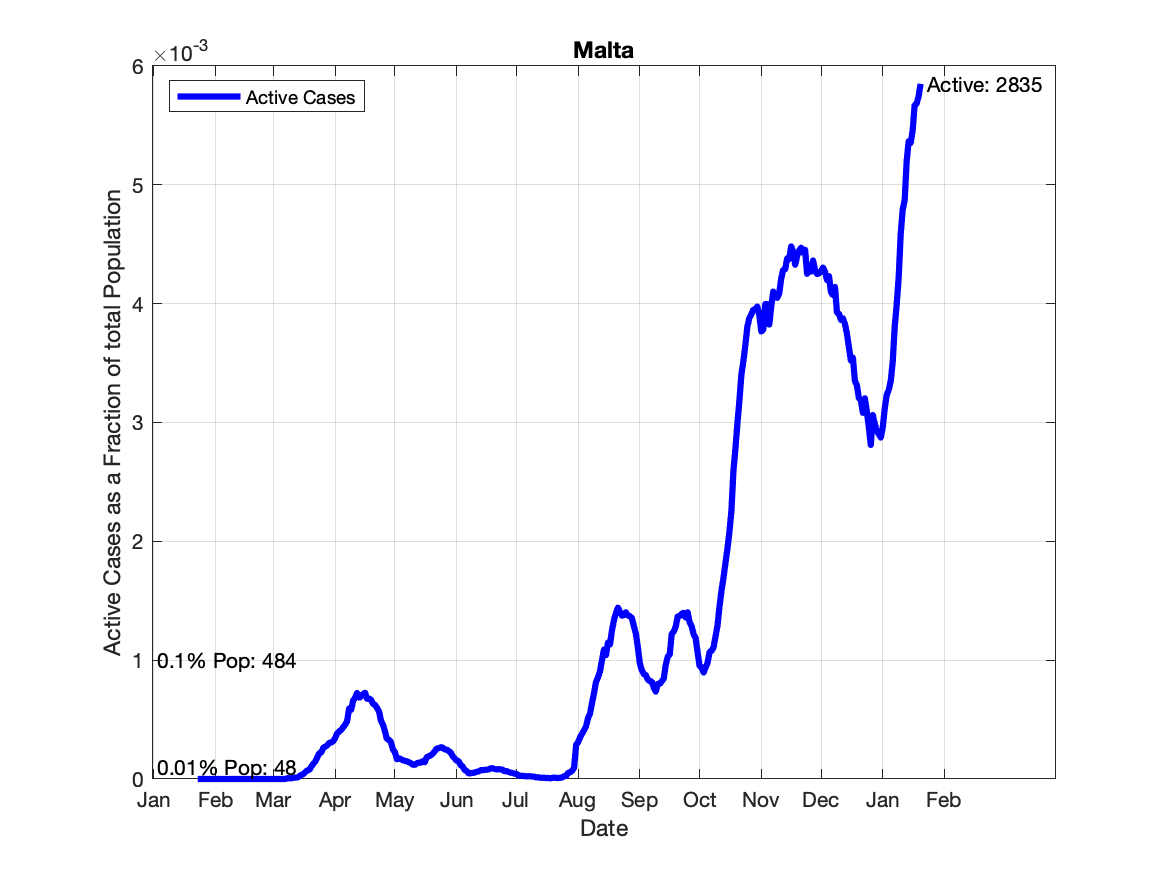 Malta
×10-3
6
5
4
3
2
1
0
Active Cases
Active: 2835
0.1% Pop: 484
0.01% Pop: 48
Active Cases as a Fraction of total Population
Jan Feb Mar Apr May Jun Jul Aug Sep Oct Nov Dec Jan Feb
Date